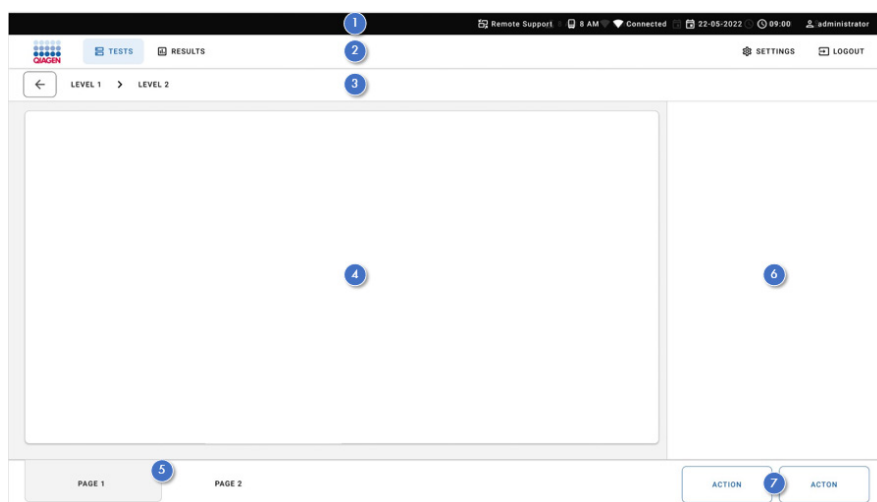 1 Remote Support 8 AM Connected 22-05-2022 09:00 administrator
QIAGEN TESTS RESULTS 2 SETTINGS LOGOUT
LEVEL 1 > LEVEL 2 3
4 6
5
PAGE 1 PAGE 2 ACTION 7 ACTON